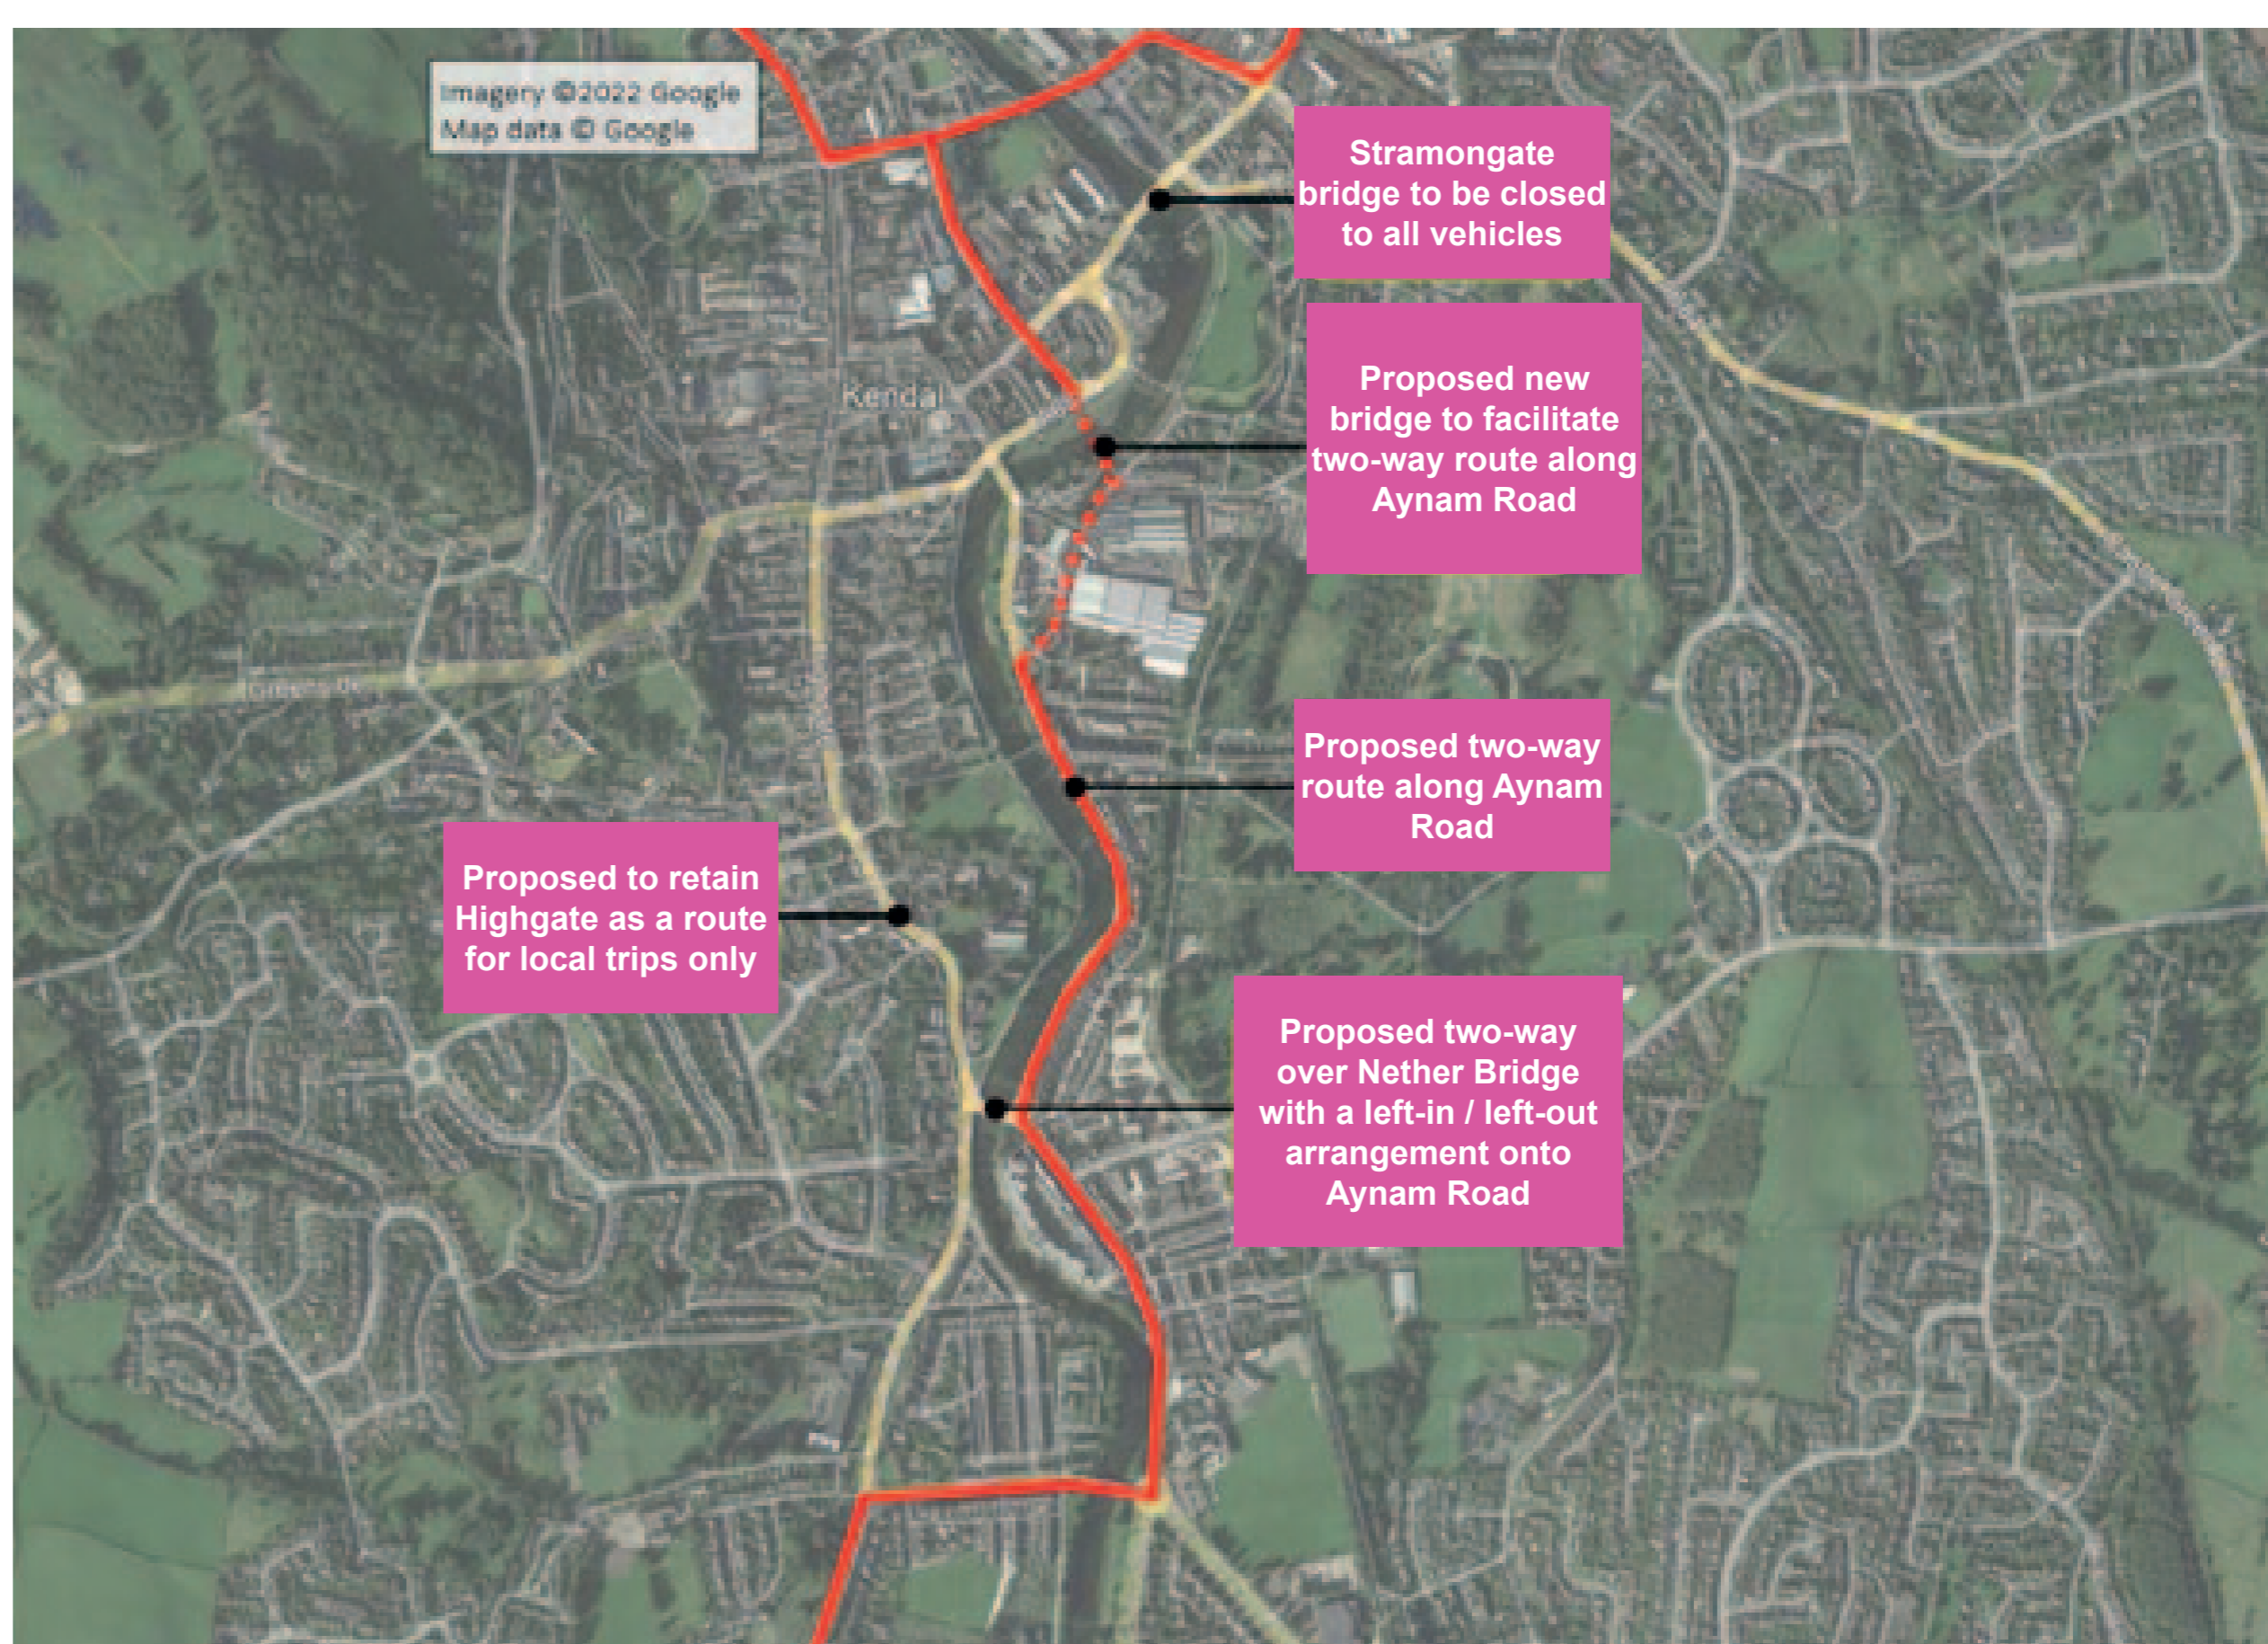 Imagery ©2022 Google
Map data © Google
Stramongate
bridge to be closed
to all vehicles
Proposed new
bridge to facilitate
two-way route along
Aynam Road
Kendal
Proposed two-way
route along Aynam
Road
Proposed to retain
Highgate as a route
for local trips only
Proposed two-way
over Nether Bridge
with a left-in / left-out
arrangement onto
Aynam Road